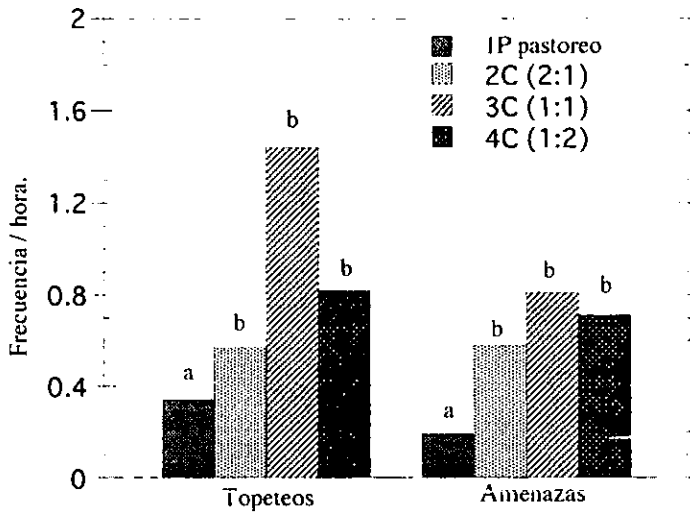 2
1P pastoreo
2C (2:1)
1.6
3C (1:1)
b
4C (1:2)
Frecuencia / hora.
1.2
0.8
b
b
b
b
0.4
a
a
0
Topeteos
Amenazas